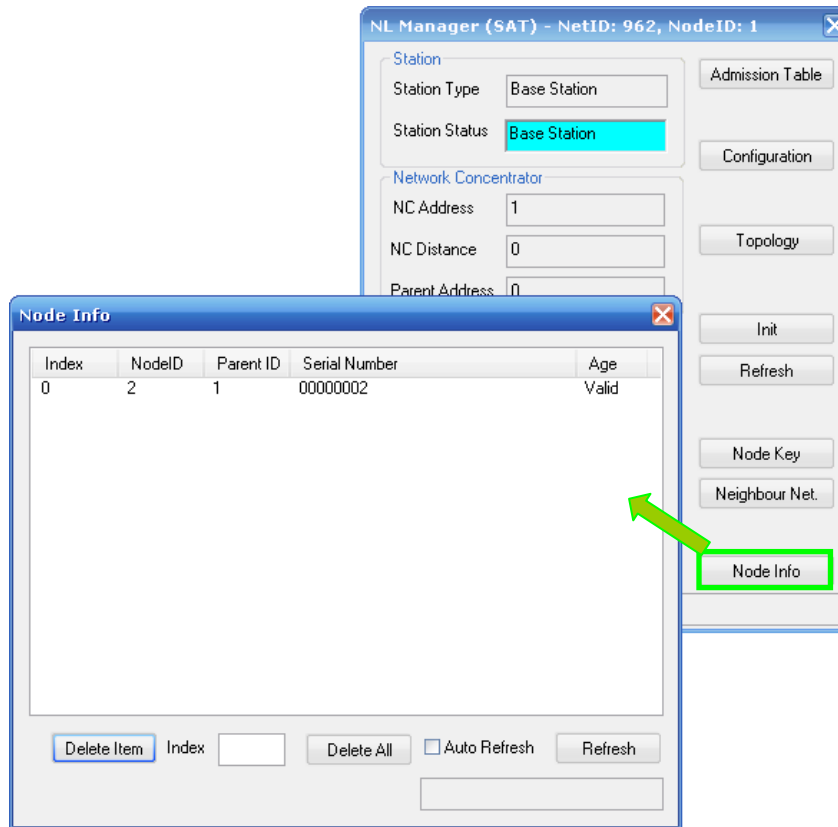 NL Manager (SAT) - NetID: 962, NodeID: 1
Station
Station Type Base Station
Station Status Base Station
Network Concentrator
NC Address 1
NC Distance 0
Parent Address 0
Admission Table
Configuration
Topology
Init
Refresh
Node Key
Neighbour Net.
Node Info
Node Info
Index NodeID Parent ID Serial Number Age
0 2 1 00000002 Valid
Delete Item Index Delete All Auto Refresh Refresh